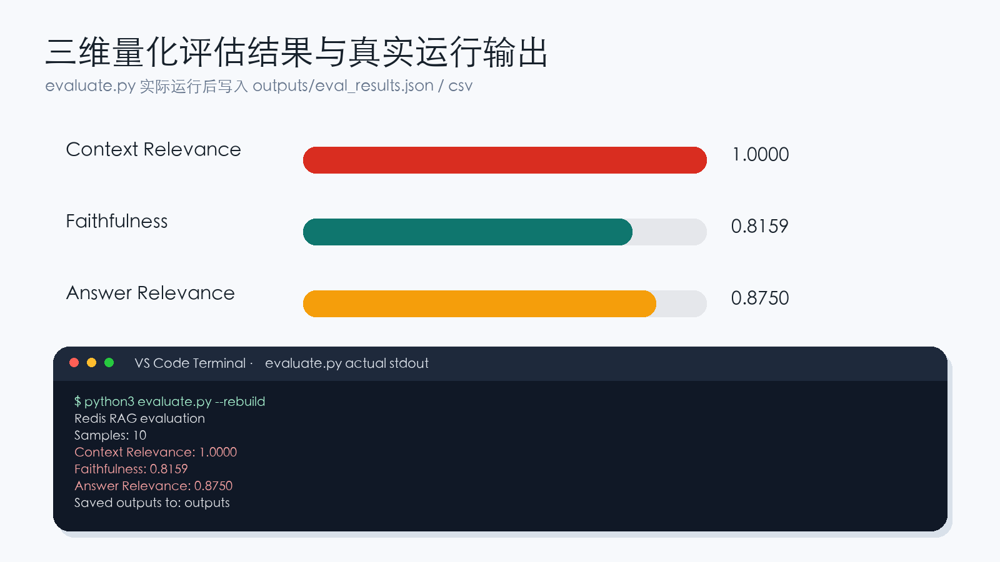 三维量化评估结果与真实运行输出
evaluate.py 实际运行后写入 outputs/eval_results.json / csv
Context Relevance 1.0000
Faithfulness 0.8159
Answer Relevance 0.8750
VS Code Terminal · evaluate.py actual stdout
$ python3 evaluate.py --rebuild
Redis RAG evaluation
Samples: 10
Context Relevance: 1.0000
Faithfulness: 0.8159
Answer Relevance: 0.8750
Saved outputs to: outputs